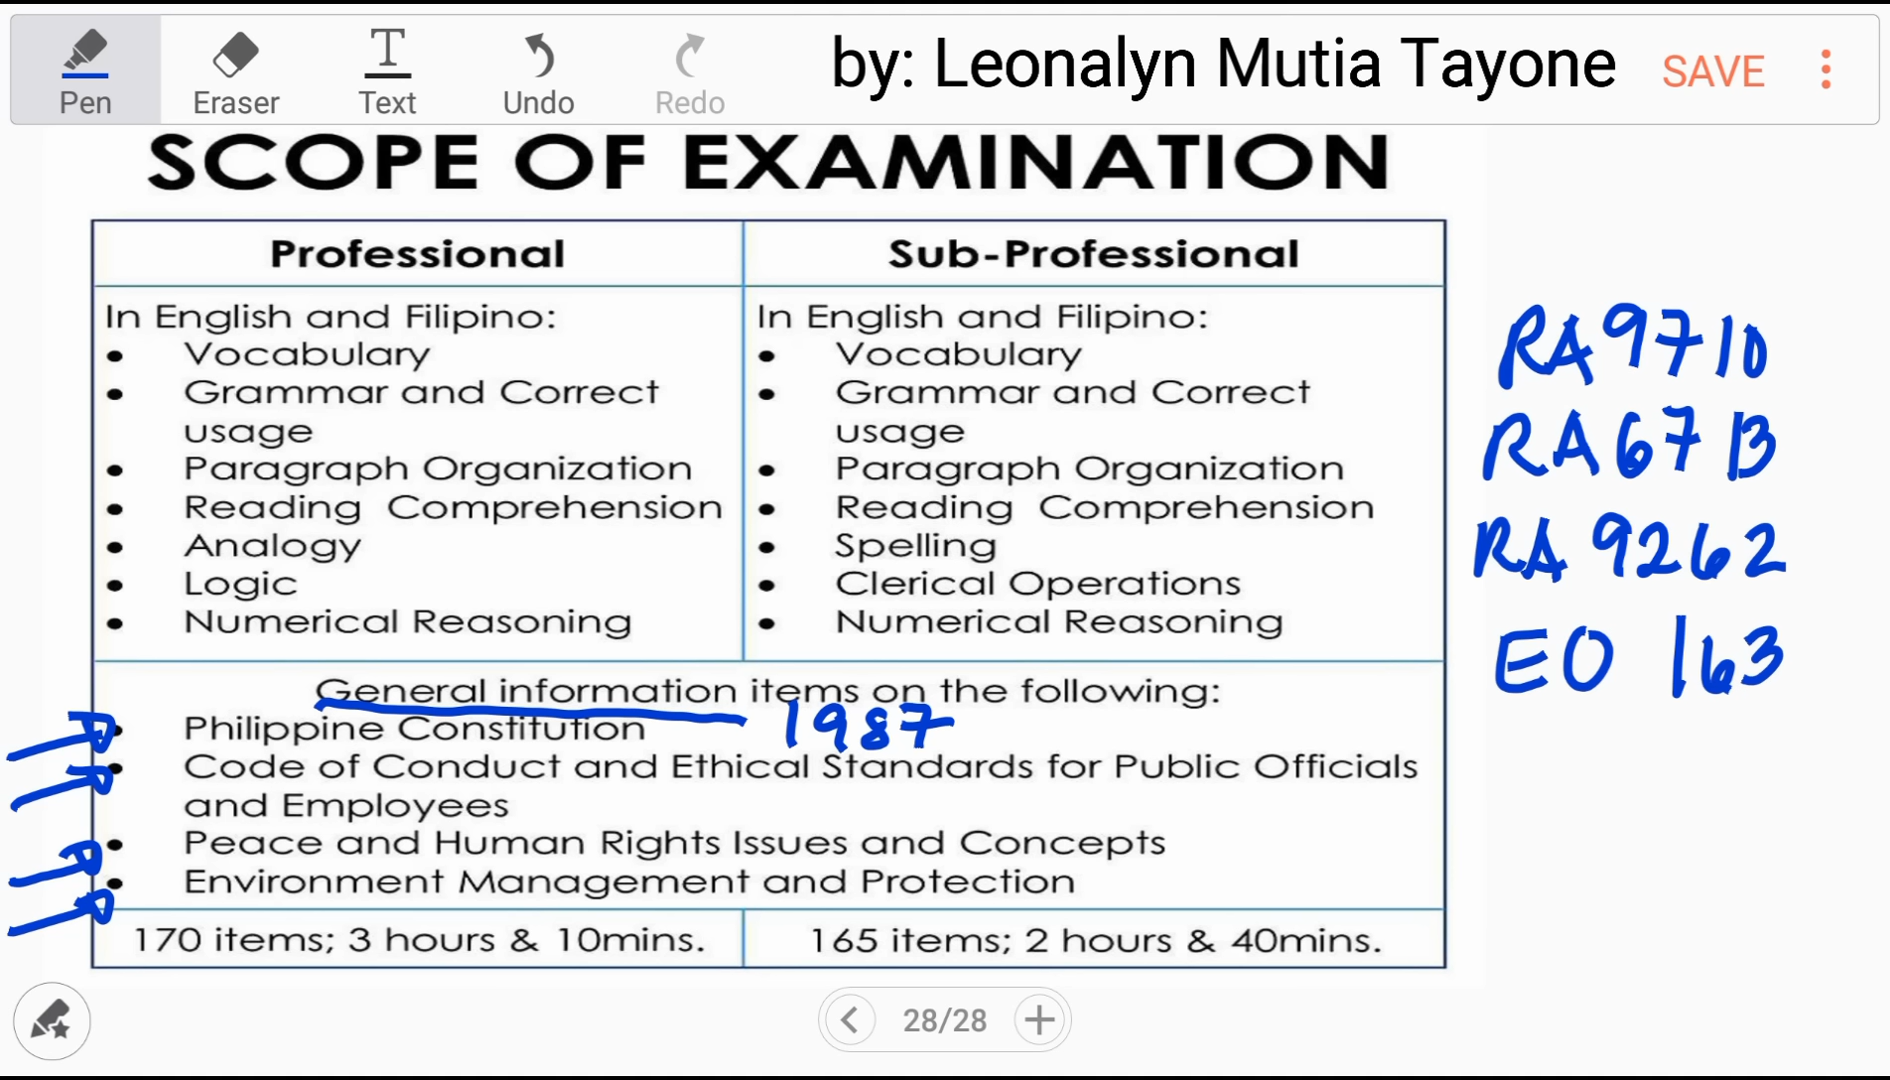 by: Leonalyn Mutia Tayone
SAVE
Pen
Eraser
T
Text
Undo
Redo
SCOPE OF EXAMINATION
Professional
In English and Filipino:
• Vocabulary
• Grammar and Correct
usage
• Paragraph Organization
• Reading Comprehension
• Analogy
• Logic
• Numerical Reasoning
Sub-Professional
In English and Filipino:
• Vocabulary
• Grammar and Correct
usage
• Paragraph Organization
• Reading Comprehension
• Spelling
• Clerical Operations
• Numerical Reasoning
General information items on the following:
• Philippine Constitution 1987
• Code of Conduct and Ethical Standards for Public Officials
and Employees
• Peace and Human Rights Issues and Concepts
• Environment Management and Protection
170 items; 3 hours & 10mins.
165 items; 2 hours & 40mins.
RA 9710
RA 6713
RA 9262
EO 163
28/28